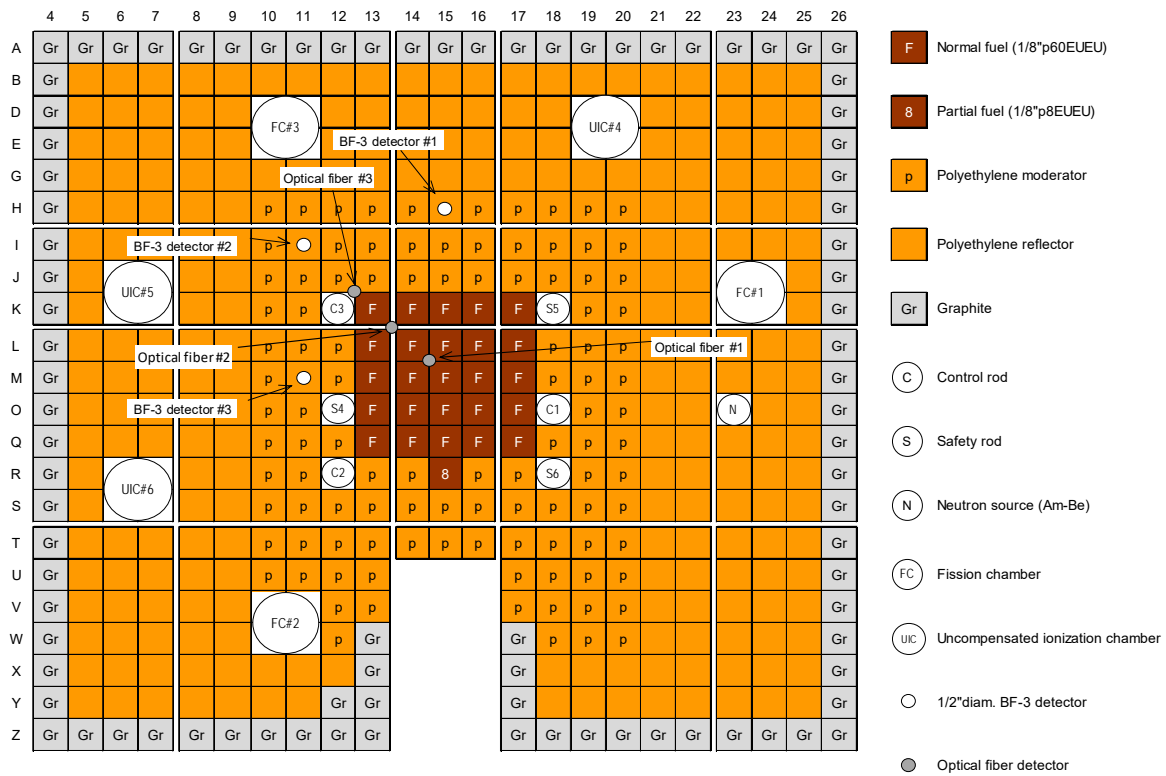 4 5 6 7 8 9 10 11 12 13 14 15 16 17 18 19 20 21 22 23 24 25 26
A Gr Gr Gr Gr Gr Gr Gr Gr Gr Gr Gr Gr Gr Gr Gr Gr Gr Gr Gr Gr Gr Gr Gr
B Gr Gr
D Gr Gr
FC#3 UIC#4
E Gr Gr
BF-3 detector #1
G Gr Gr
Optical fiber #3
H Gr p p p p p p p p p p Gr
I Gr p p p p p p p p p p Gr
BF-3 detector #2
J Gr p p p p p p p p p p p Gr
UIC#5 FC#1
K Gr p p C3 F F F F F S5 p p Gr
L Gr p p p F F F F F p p p Gr
Optical fiber #2
Optical fiber #1
M Gr p p F F F F F p p p Gr
BF-3 detector #3
O Gr p p S4 F F F F F C1 p p N Gr
Q Gr p p p F F F F F p p p Gr
R Gr p p C2 p p 8 p p S6 p p Gr
UIC#6
S Gr p p p p p p p p p p p Gr
T Gr p p p p p p p p p p p Gr
U Gr p p p p p p p p Gr
V Gr p p p p p p Gr
FC#2
W Gr p Gr Gr p p p Gr
X Gr Gr Gr Gr
Y Gr Gr Gr Gr Gr
Z Gr Gr Gr Gr Gr Gr Gr Gr Gr Gr Gr Gr Gr Gr Gr Gr Gr Gr Gr Gr
F Normal fuel (1/8"p60EUEU)
8 Partial fuel (1/8"p8EUEU)
p Polyethylene moderator
Polyethylene reflector
Gr Graphite
C Control rod
S Safety rod
N Neutron source (Am-Be)
FC Fission chamber
UIC Uncompensated ionization chamber
1/2"diam. BF-3 detector
Optical fiber detector